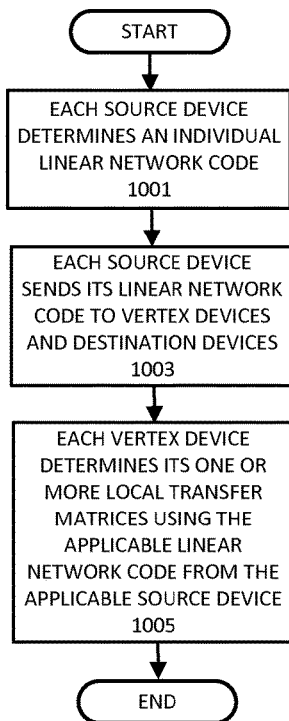 START
EACH SOURCE DEVICE
DETERMINES AN INDIVIDUAL
LINEAR NETWORK CODE
1001
EACH SOURCE DEVICE
SENDS ITS LINEAR NETWORK
CODE TO VERTEX DEVICES
AND DESTINATION DEVICES
1003
EACH VERTEX DEVICE
DETERMINES ITS ONE OR
MORE LOCAL TRANSFER
MATRICES USING THE
APPLICABLE LINEAR
NETWORK CODE FROM THE
APPLICABLE SOURCE DEVICE
1005
END